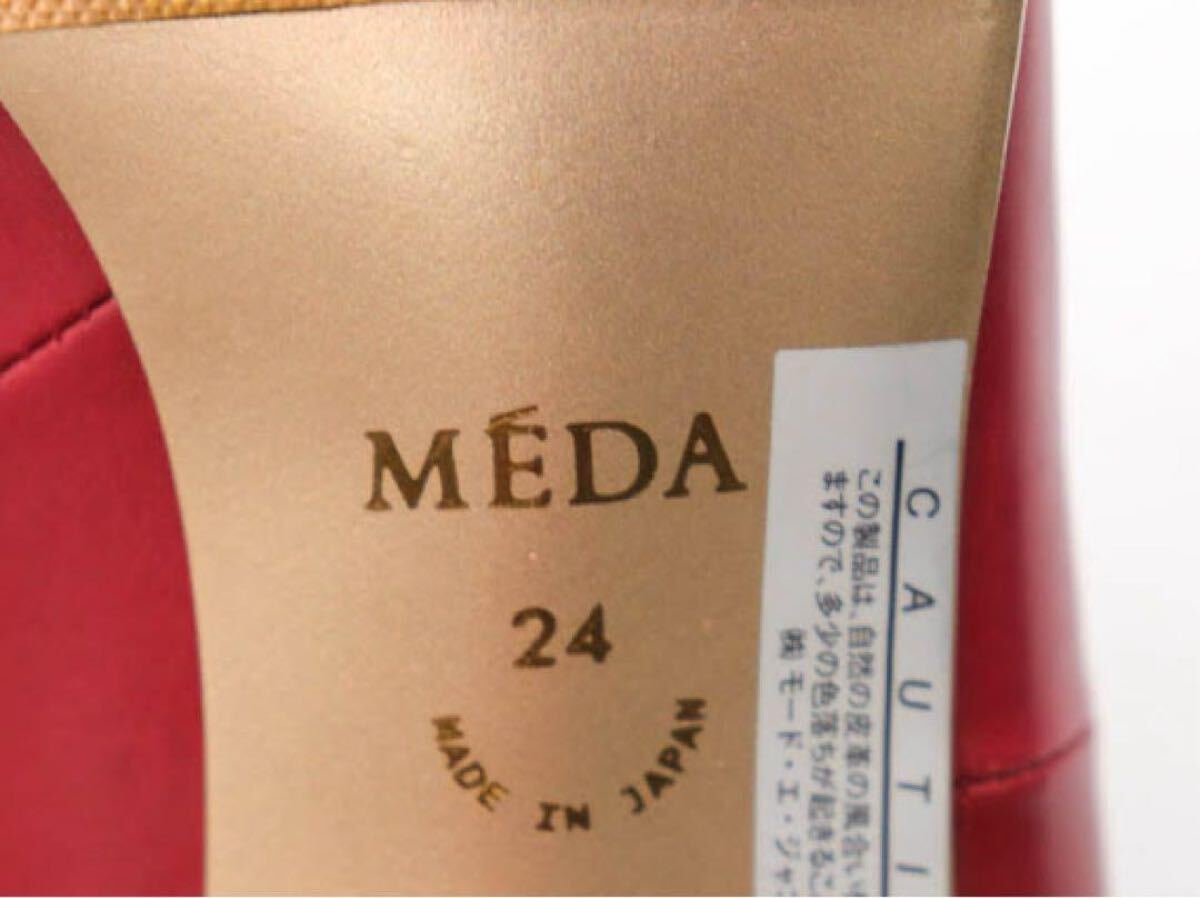 MÉDA
24
MADE IN JAPAN
CAUTI
この製品は、自然の皮革の風合い
ますので、多少の色落ちが起きるこ
㈱モード・エ・ジャ